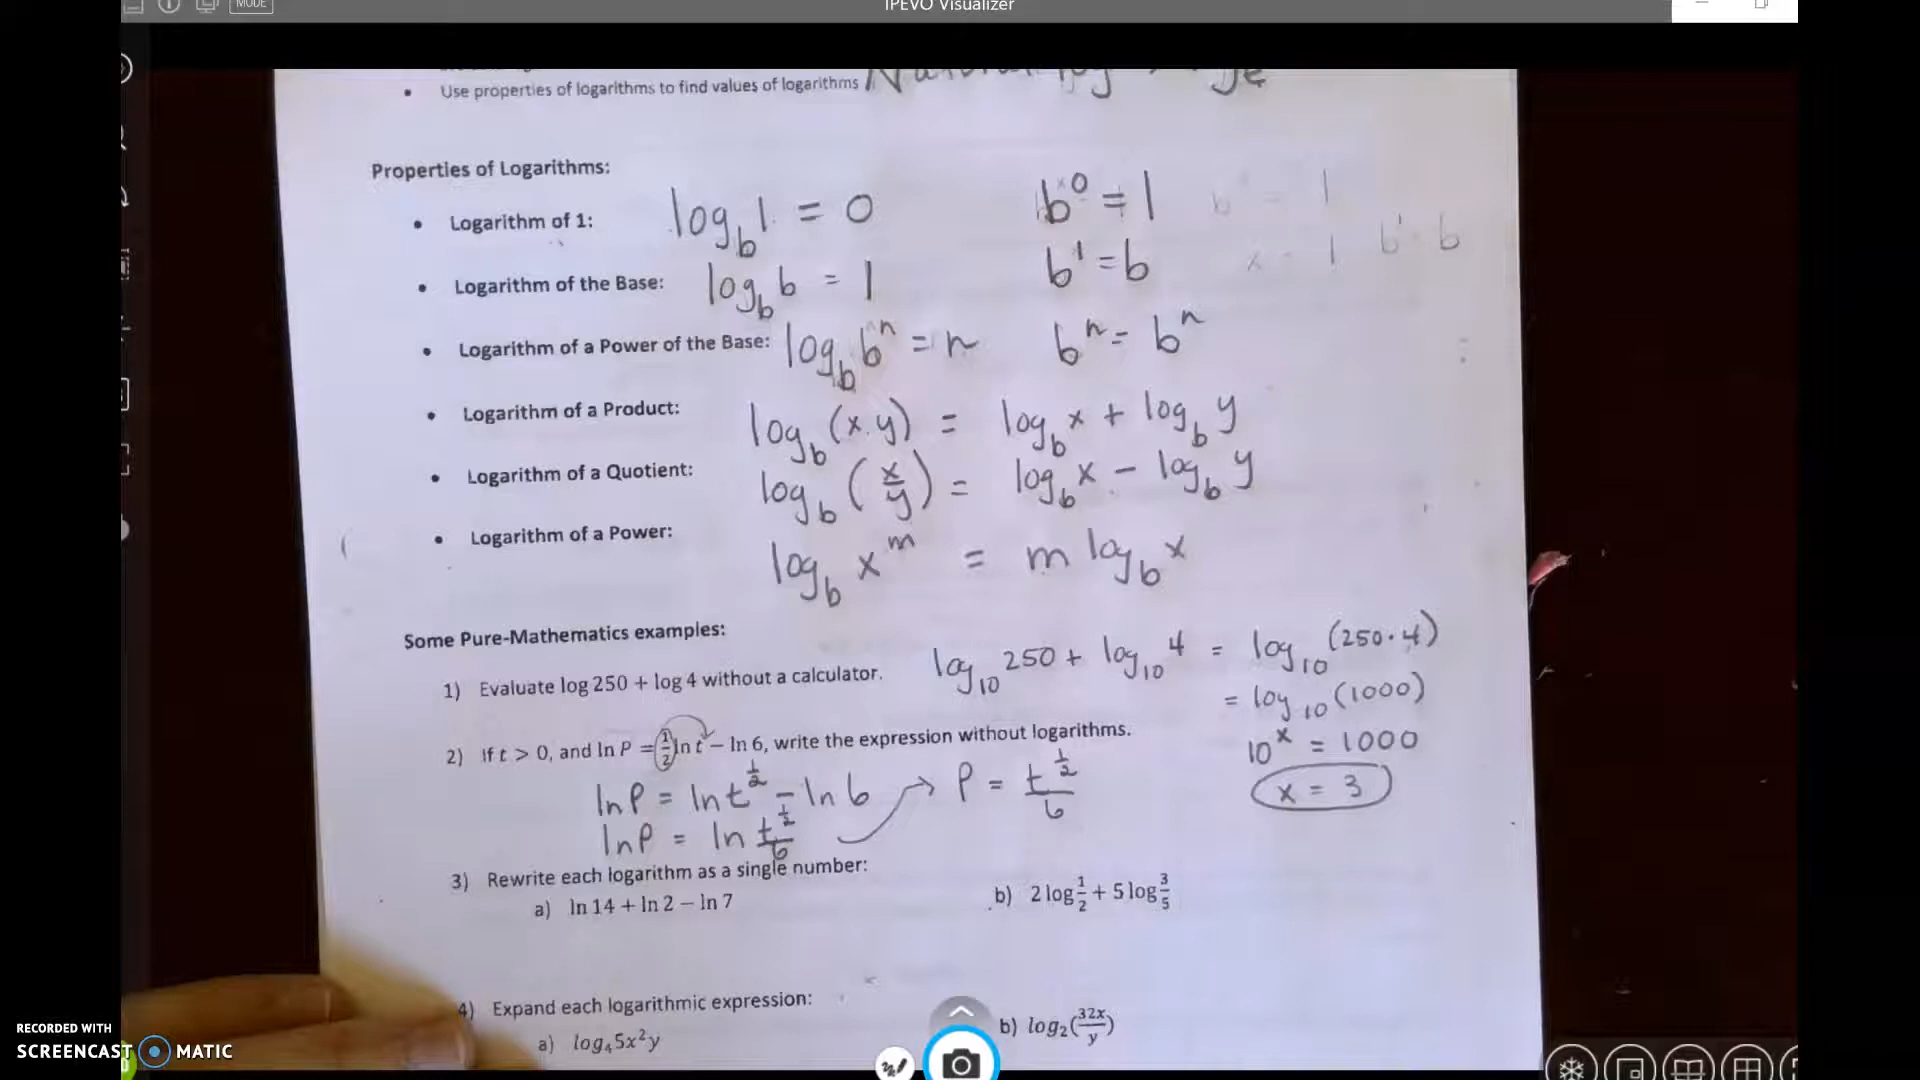 IPEVO Visualizer
MODE
• Use properties of logarithms to find values of logarithms
Properties of Logarithms:
• Logarithm of 1: log_b 1 = 0 b^0 = 1
• Logarithm of the Base: log_b b = 1 b^1 = b
• Logarithm of a Power of the Base: log_b b^n = n b^n = b^n
• Logarithm of a Product: log_b (x·y) = log_b x + log_b y
• Logarithm of a Quotient: log_b (x/y) = log_b x − log_b y
• Logarithm of a Power: log_b x^m = m log_b x
Some Pure-Mathematics examples:
1) Evaluate log 250 + log 4 without a calculator. log_10 250 + log_10 4 = log_10 (250·4)
= log_10 (1000)
10^x = 1000
x = 3
2) If t > 0, and ln P = (1/2) ln t − ln 6, write the expression without logarithms.
ln P = ln t^(1/2) − ln 6 → P = t^(1/2)/6
ln P = ln t^(1/2)/6
3) Rewrite each logarithm as a single number:
a) ln 14 + ln 2 − ln 7 b) 2 log 1/2 + 5 log 3/5
4) Expand each logarithmic expression:
a) log_4 5x^2y b) log_2(32x/y)
RECORDED WITH
SCREENCAST MATIC